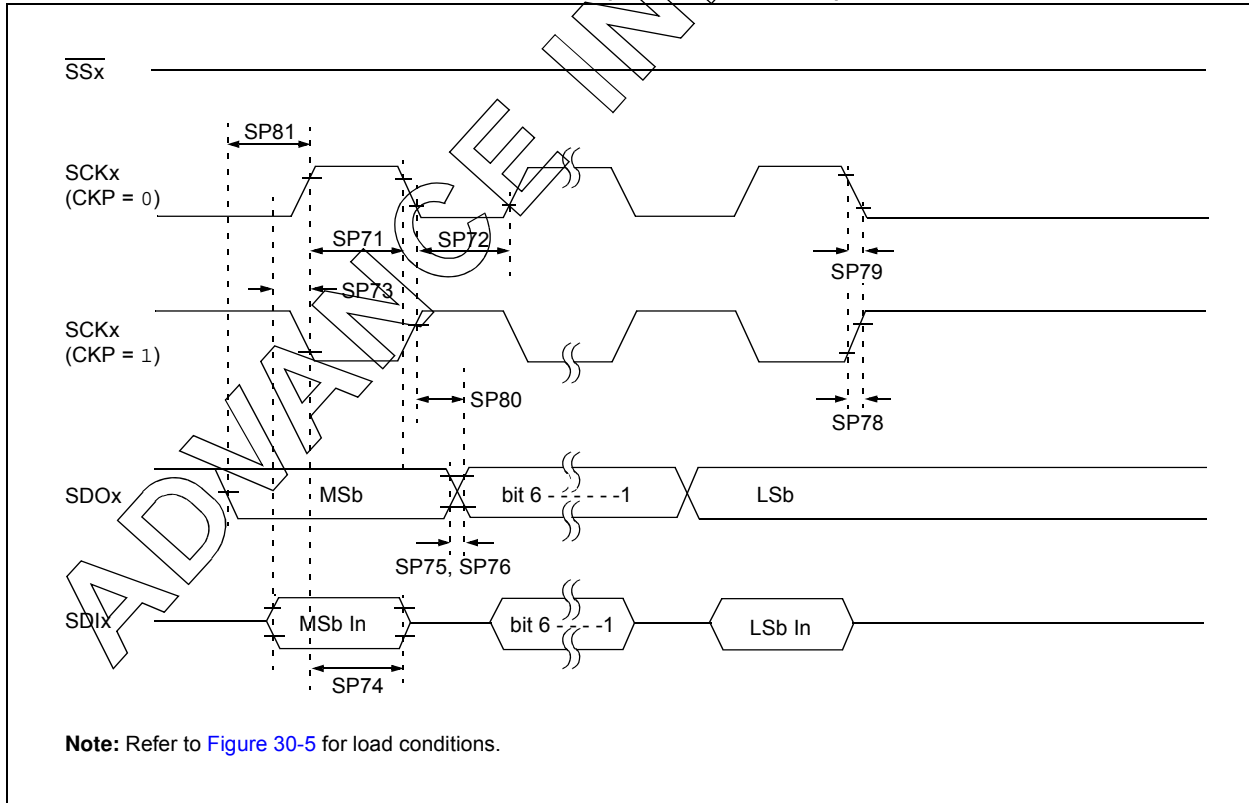 ADVANCE IN
SSx
SP81
SCKx
(CKP = 0)
SP71
SP72
SP79
SP73
SCKx
(CKP = 1)
SP80
SP78
SDOx
MSb
bit 6 - - - - - -1
LSb
SP75, SP76
SDIx
MSb In
bit 6 - - - -1
LSb In
SP74
Note: Refer to Figure 30-5 for load conditions.